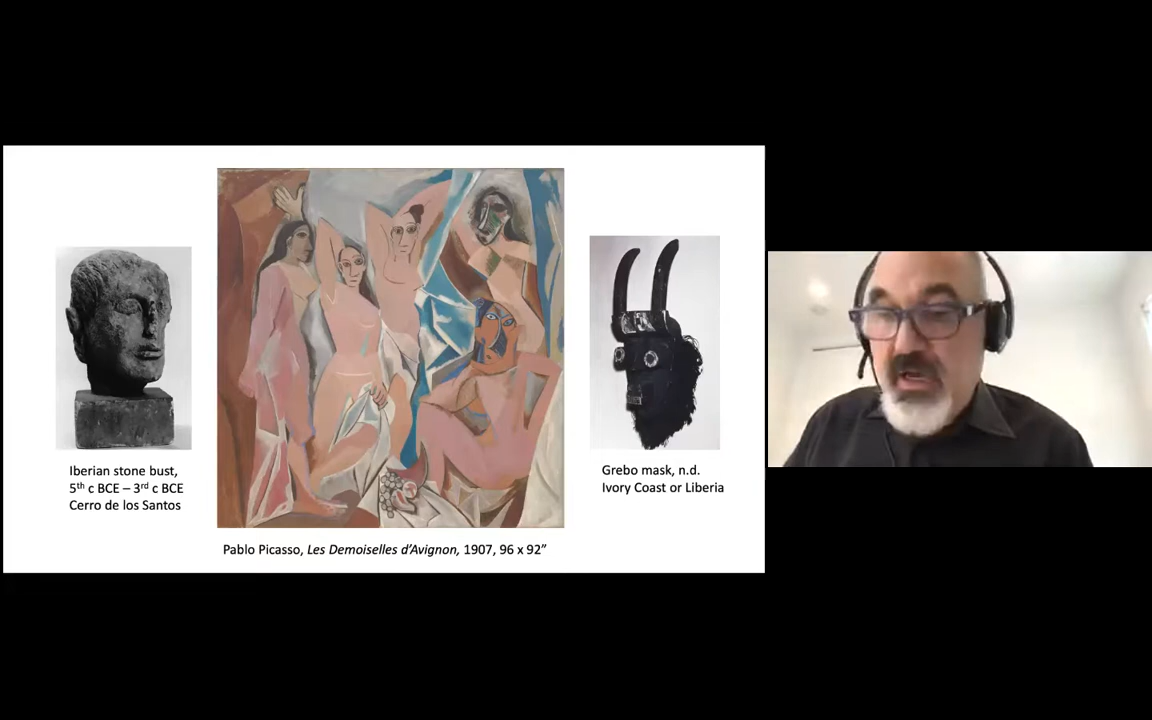 Iberian stone bust,
5th c BCE – 3rd c BCE
Cerro de los Santos
Pablo Picasso, Les Demoiselles d'Avignon, 1907, 96 x 92”
Grebo mask, n.d.
Ivory Coast or Liberia